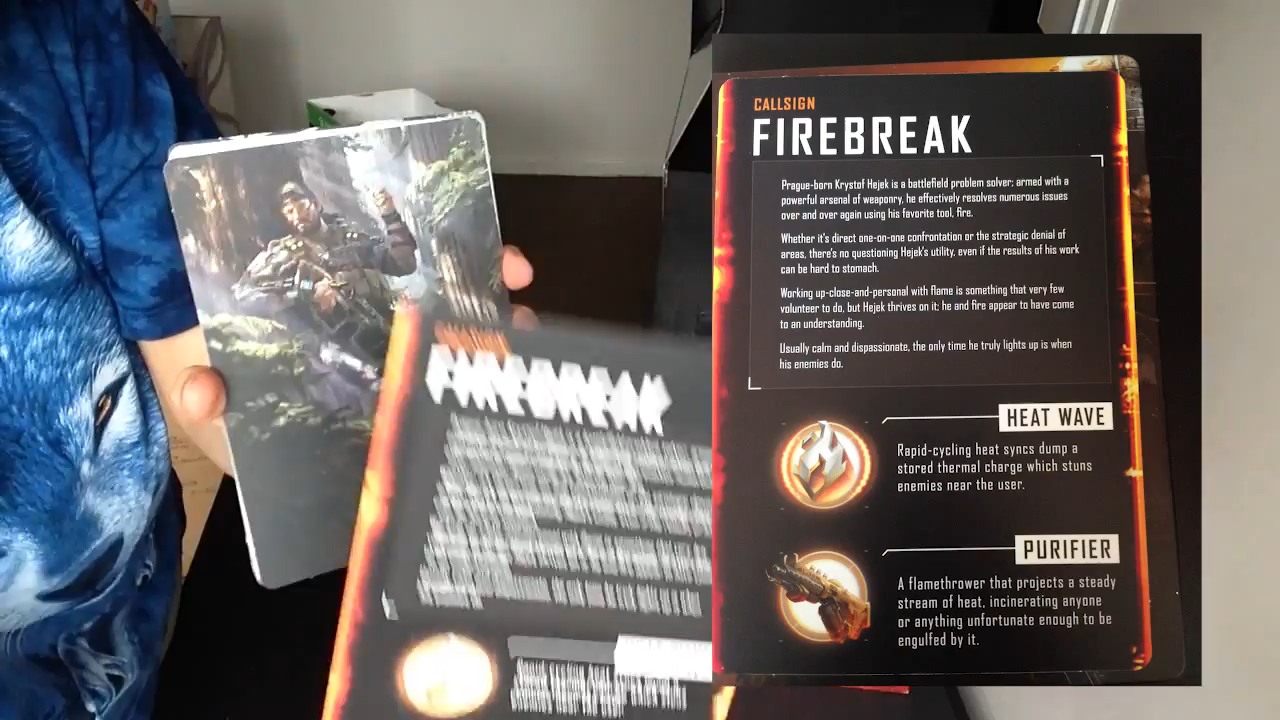 CALLSIGN
FIREBREAK
Prague-born Krystof Hejek is a battlefield problem solver; armed with a
powerful arsenal of weaponry, he effectively resolves numerous issues
over and over again using his favorite tool, fire.
Whether it's direct one-on-one confrontation or the strategic denial of
areas, there's no questioning Hejek's utility, even if the results of his work
can be hard to stomach.
Working up-close-and-personal with flame is something that very few
volunteer to do, but Hejek thrives on it; he and fire appear to have come
to an understanding.
Usually calm and dispassionate, the only time he truly lights up is when
his enemies do.
HEAT WAVE
Rapid-cycling heat syncs dump a
stored thermal charge which stuns
enemies near the user.
PURIFIER
A flamethrower that projects a steady
stream of heat, incinerating anyone
or anything unfortunate enough to be
engulfed by it.
FIREBREAK